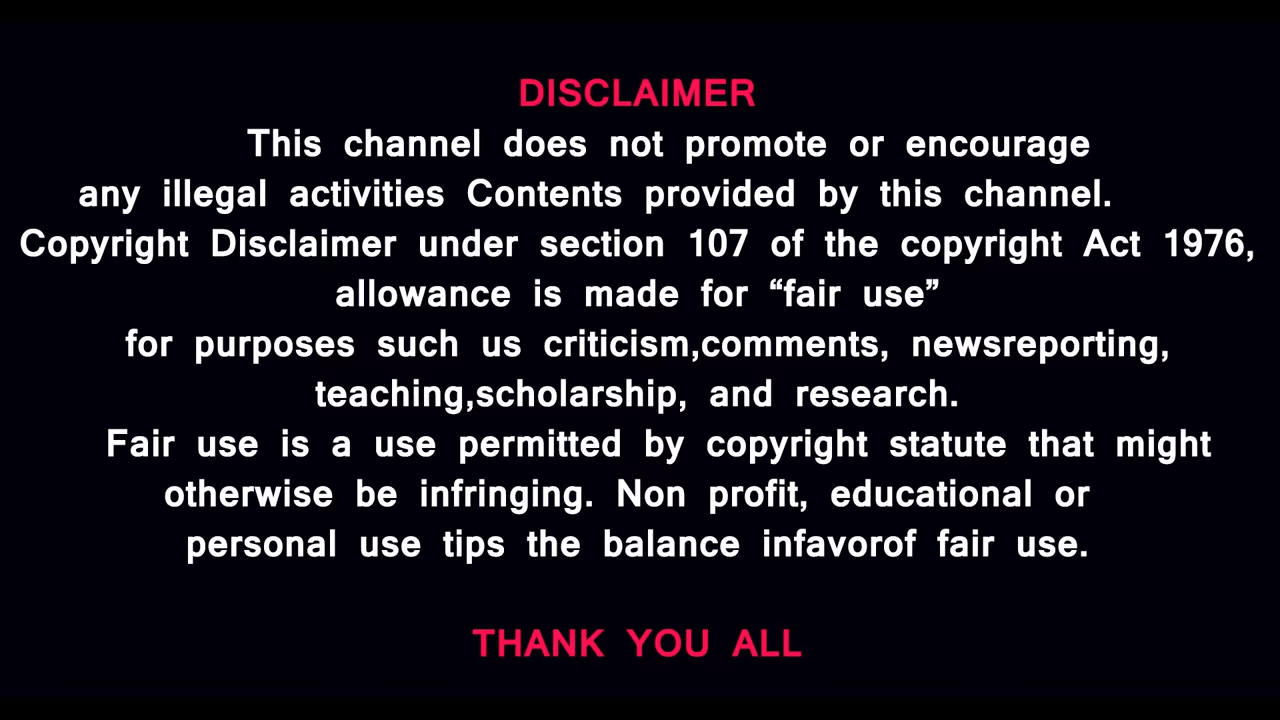 DISCLAIMER
This channel does not promote or encourage
any illegal activities Contents provided by this channel.
Copyright Disclaimer under section 107 of the copyright Act 1976,
allowance is made for “fair use”
for purposes such us criticism,comments, newsreporting,
teaching,scholarship, and research.
Fair use is a use permitted by copyright statute that might
otherwise be infringing. Non profit, educational or
personal use tips the balance infavorof fair use.
THANK YOU ALL